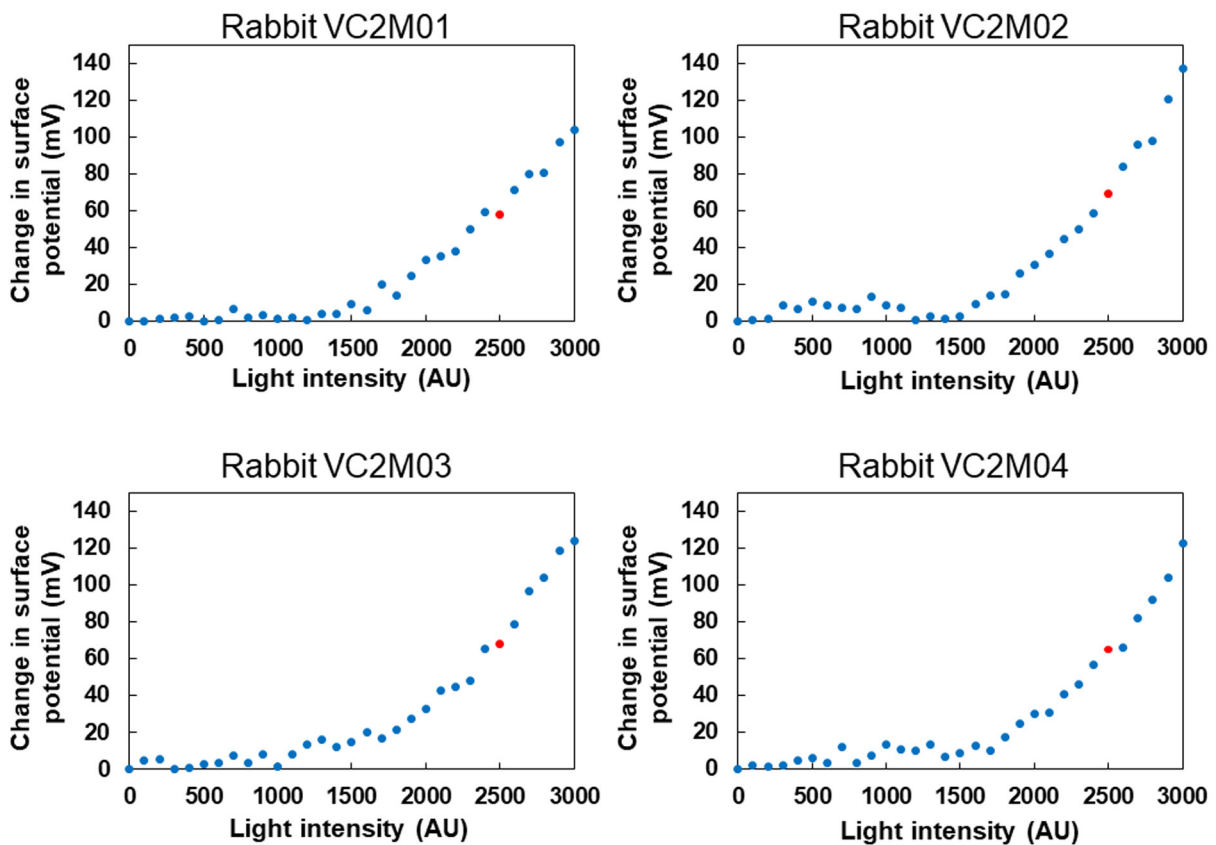 Rabbit VC2M01
Change in surface
potential (mV)
140
120
100
80
60
40
20
0
0 500 1000 1500 2000 2500 3000
Light intensity (AU)
Rabbit VC2M02
Change in surface
potential (mV)
140
120
100
80
60
40
20
0
0 500 1000 1500 2000 2500 3000
Light intensity (AU)
Rabbit VC2M03
Change in surface
potential (mV)
140
120
100
80
60
40
20
0
0 500 1000 1500 2000 2500 3000
Light intensity (AU)
Rabbit VC2M04
Change in surface
potential (mV)
140
120
100
80
60
40
20
0
0 500 1000 1500 2000 2500 3000
Light intensity (AU)